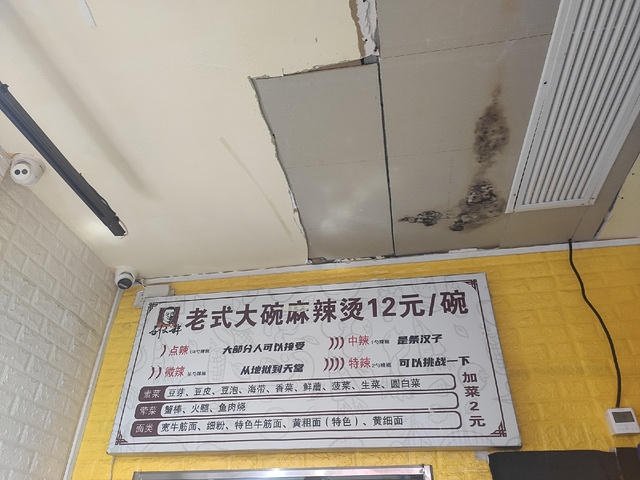 老式大碗麻辣烫12元/碗
点辣 大部分人可以接受
中辣 是条汉子
微辣 从地狱到天堂
特辣 可以挑战一下
素菜 豆芽、豆皮、豆泡、海带、香菜、鲜蘑、菠菜、生菜、圆白菜
荤菜 蟹棒、火腿、鱼肉烧
面类 宽牛筋面、细粉、特色牛筋面、黄粗面(特色)、黄细面
加菜2元